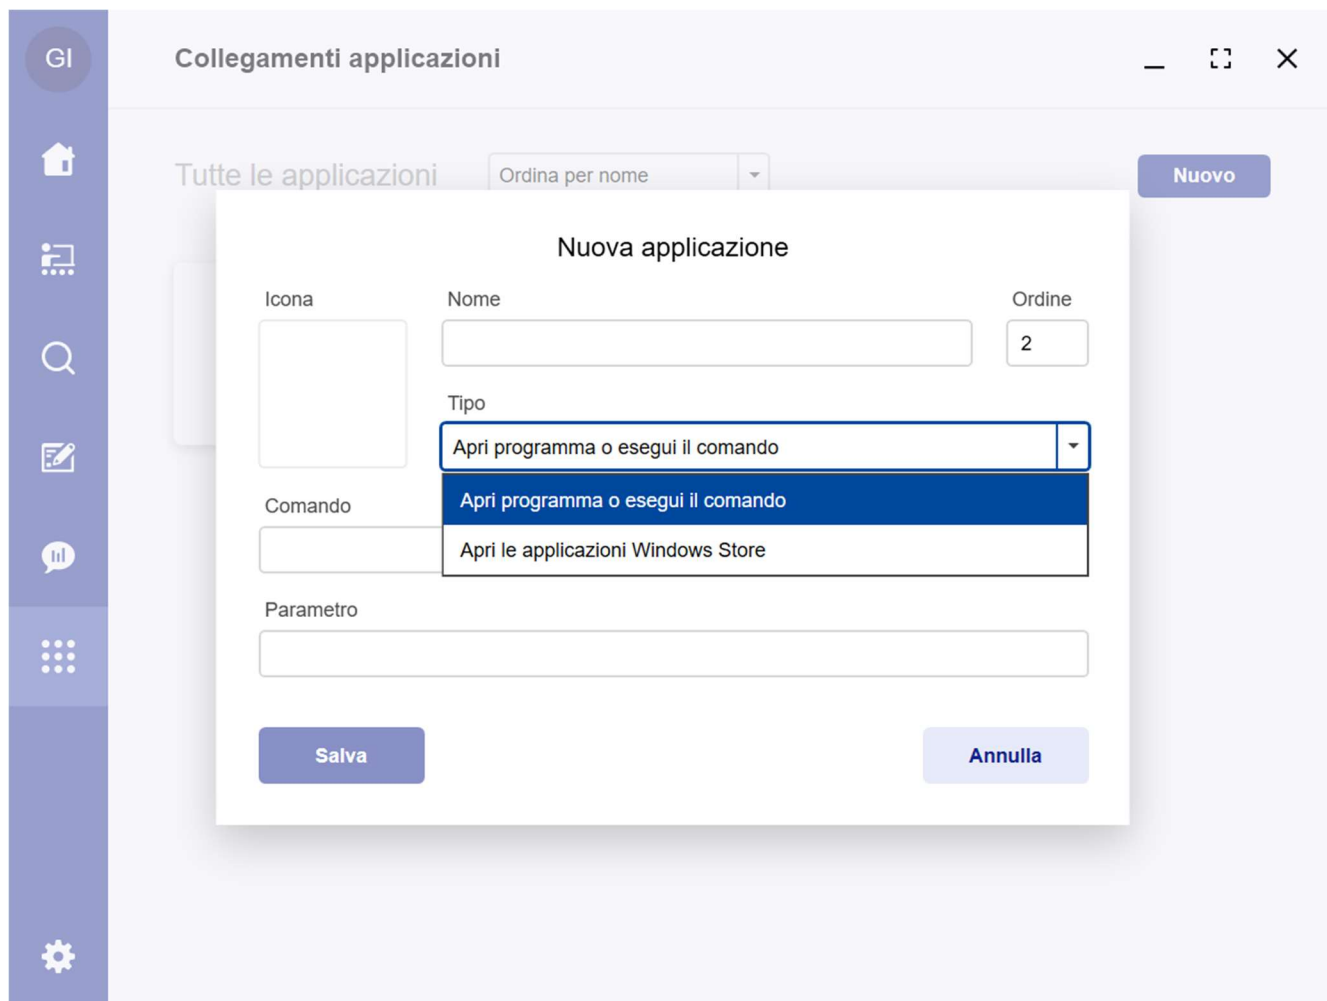 GI
Collegamenti applicazioni
Tutte le applicazioni
Ordina per nome
Nuovo
Nuova applicazione
Icona
Nome
Ordine
2
Tipo
Apri programma o esegui il comando
Apri programma o esegui il comando
Apri le applicazioni Windows Store
Comando
Parametro
Salva
Annulla